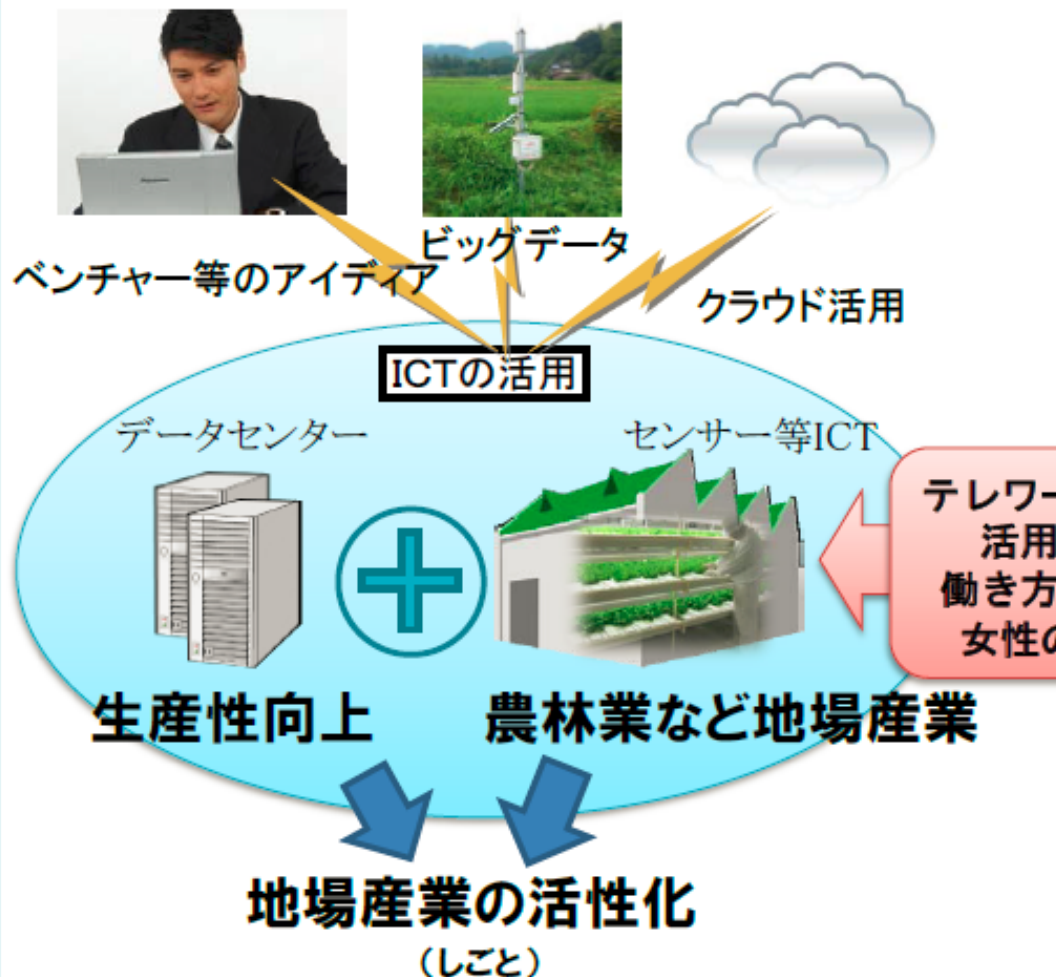 ベンチャー等のアイディア
ビッグデータ
クラウド活用
ICTの活用
データセンター
センサー等ICT
テレワー
活用
働き方
女性の
生産性向上
農林業など地場産業
地場産業の活性化
(しごと)